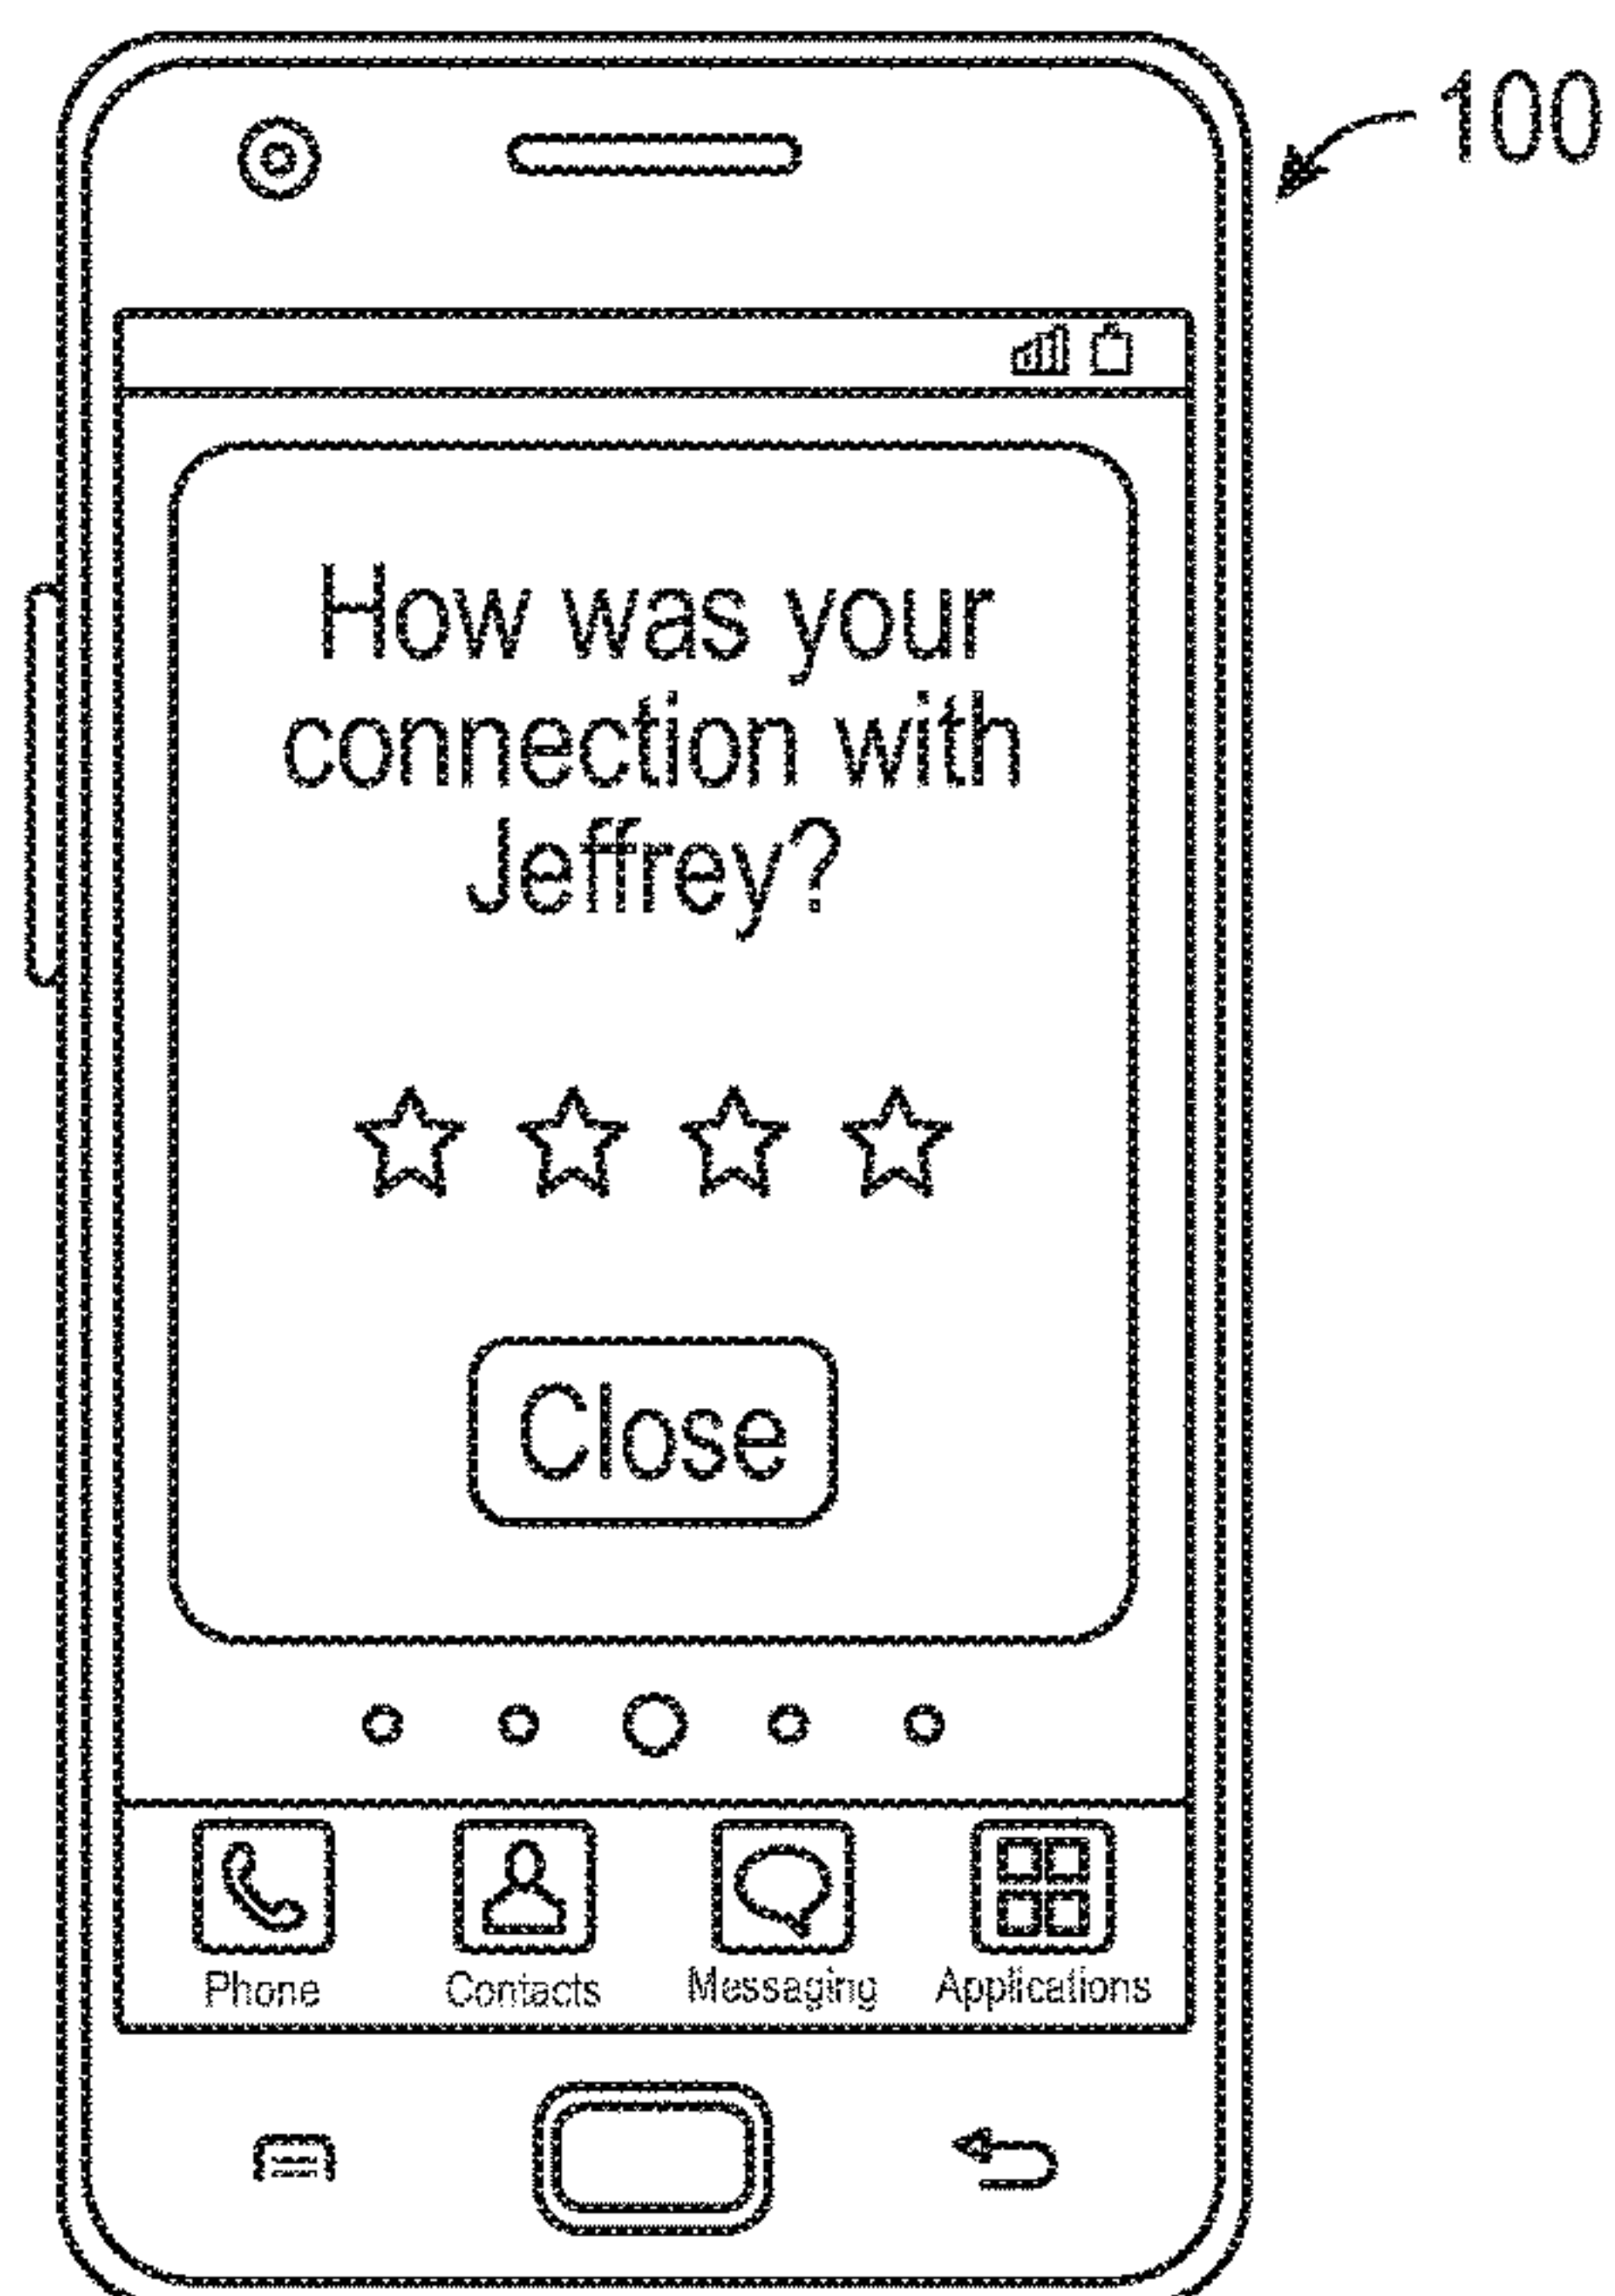 100
How was your
connection with
Jeffrey?
Close
Phone Contacts Messaging Applications